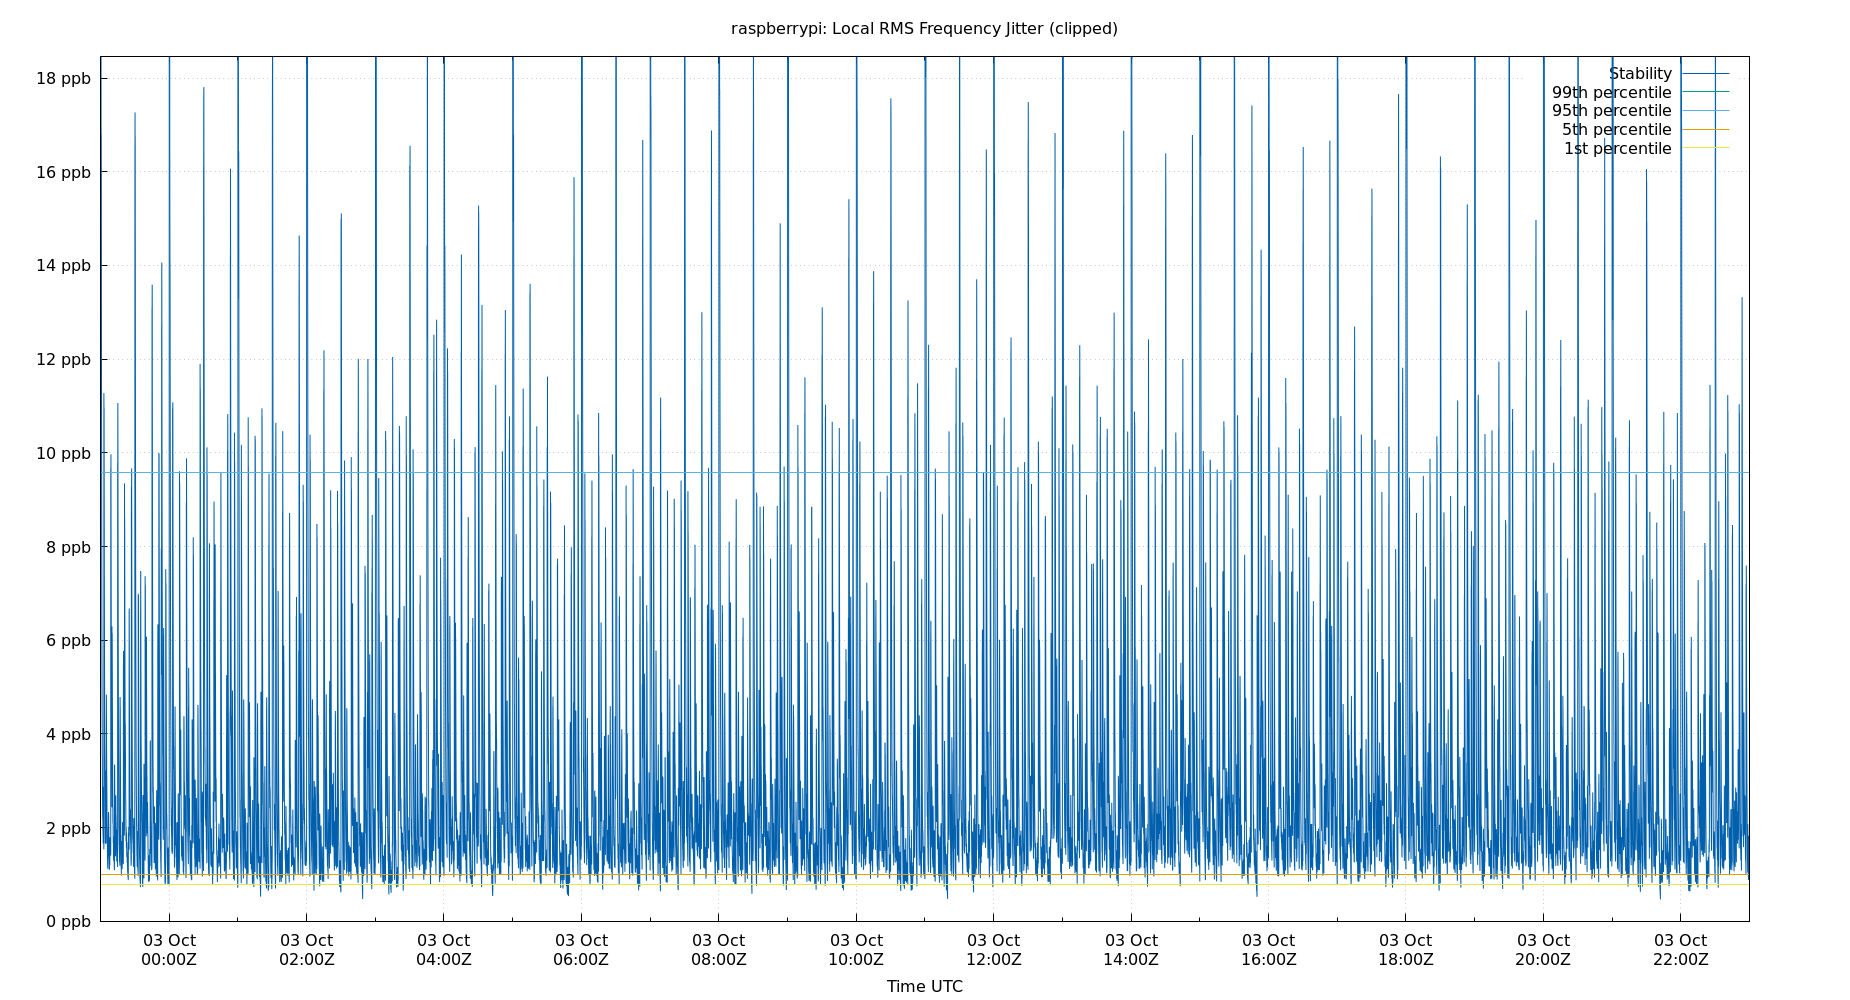 raspberrypi: Local RMS Frequency Jitter (clipped)
18 ppb
16 ppb
14 ppb
12 ppb
10 ppb
8 ppb
6 ppb
4 ppb
2 ppb
0 ppb
Stability
99th percentile
95th percentile
5th percentile
1st percentile
03 Oct 03 Oct 03 Oct 03 Oct 03 Oct 03 Oct 03 Oct 03 Oct 03 Oct 03 Oct 03 Oct 03 Oct
00:00Z 02:00Z 04:00Z 06:00Z 08:00Z 10:00Z 12:00Z 14:00Z 16:00Z 18:00Z 20:00Z 22:00Z
Time UTC